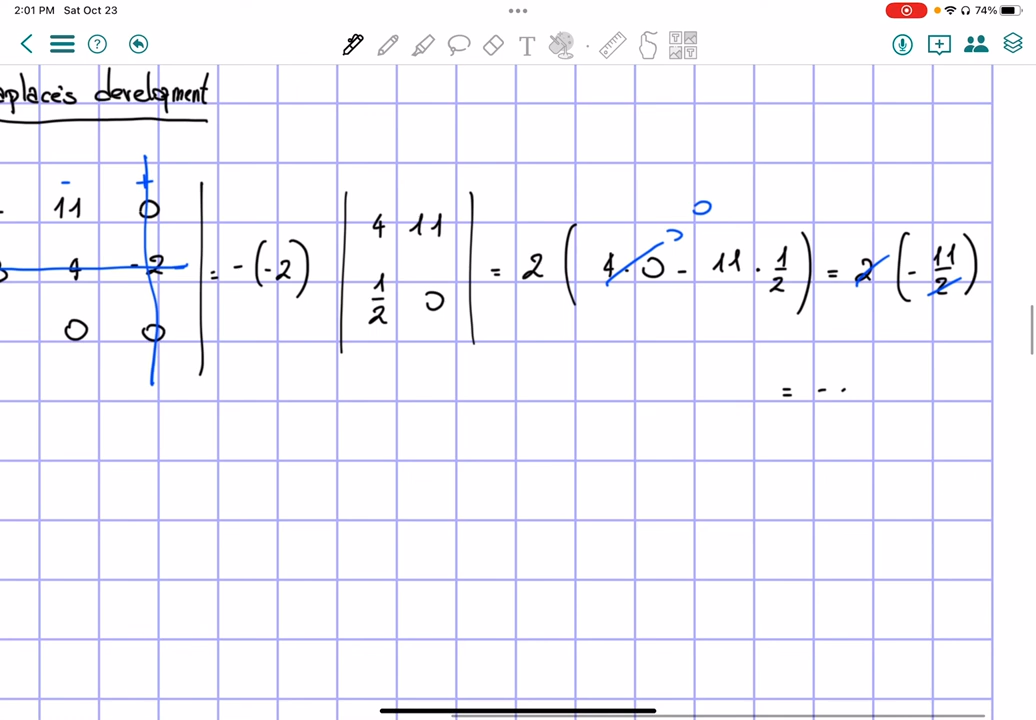 2:01 PM Sat Oct 23
74%
aplace's development
- +
11 0
4 -2 = -(-2) | 4 11 | = 2 ( 4 · 0 - 11 · 1/2 ) = 2 ( - 11/2 )
0
1/2 0
0 0
= --